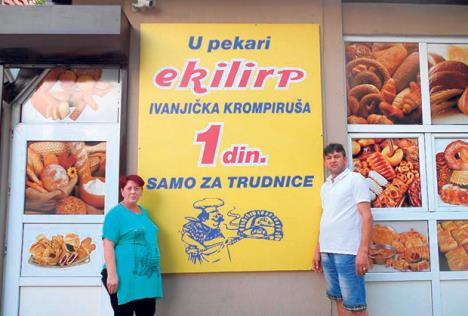 U pekari
ekilirp
IVANJIČKA KROMPIRUŠA
1 din.
SAMO ZA TRUDNICE